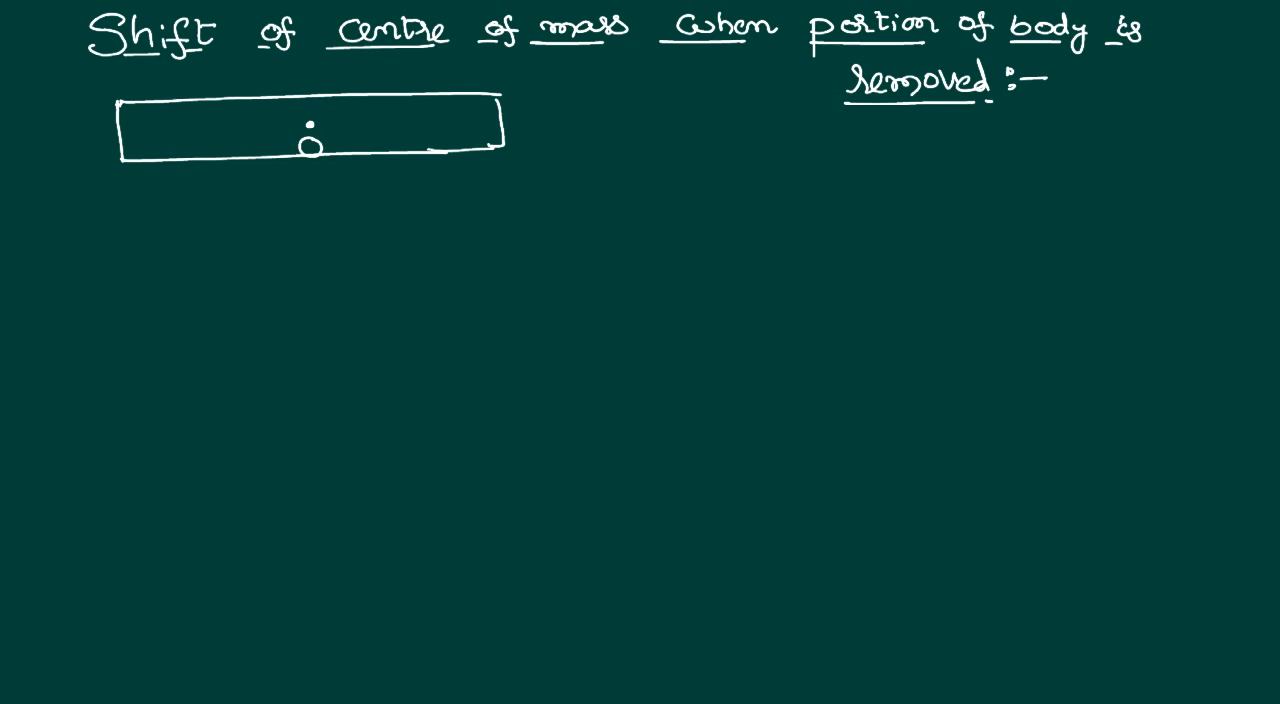 Shift of centre of mass when portion of body is
removed :-
O